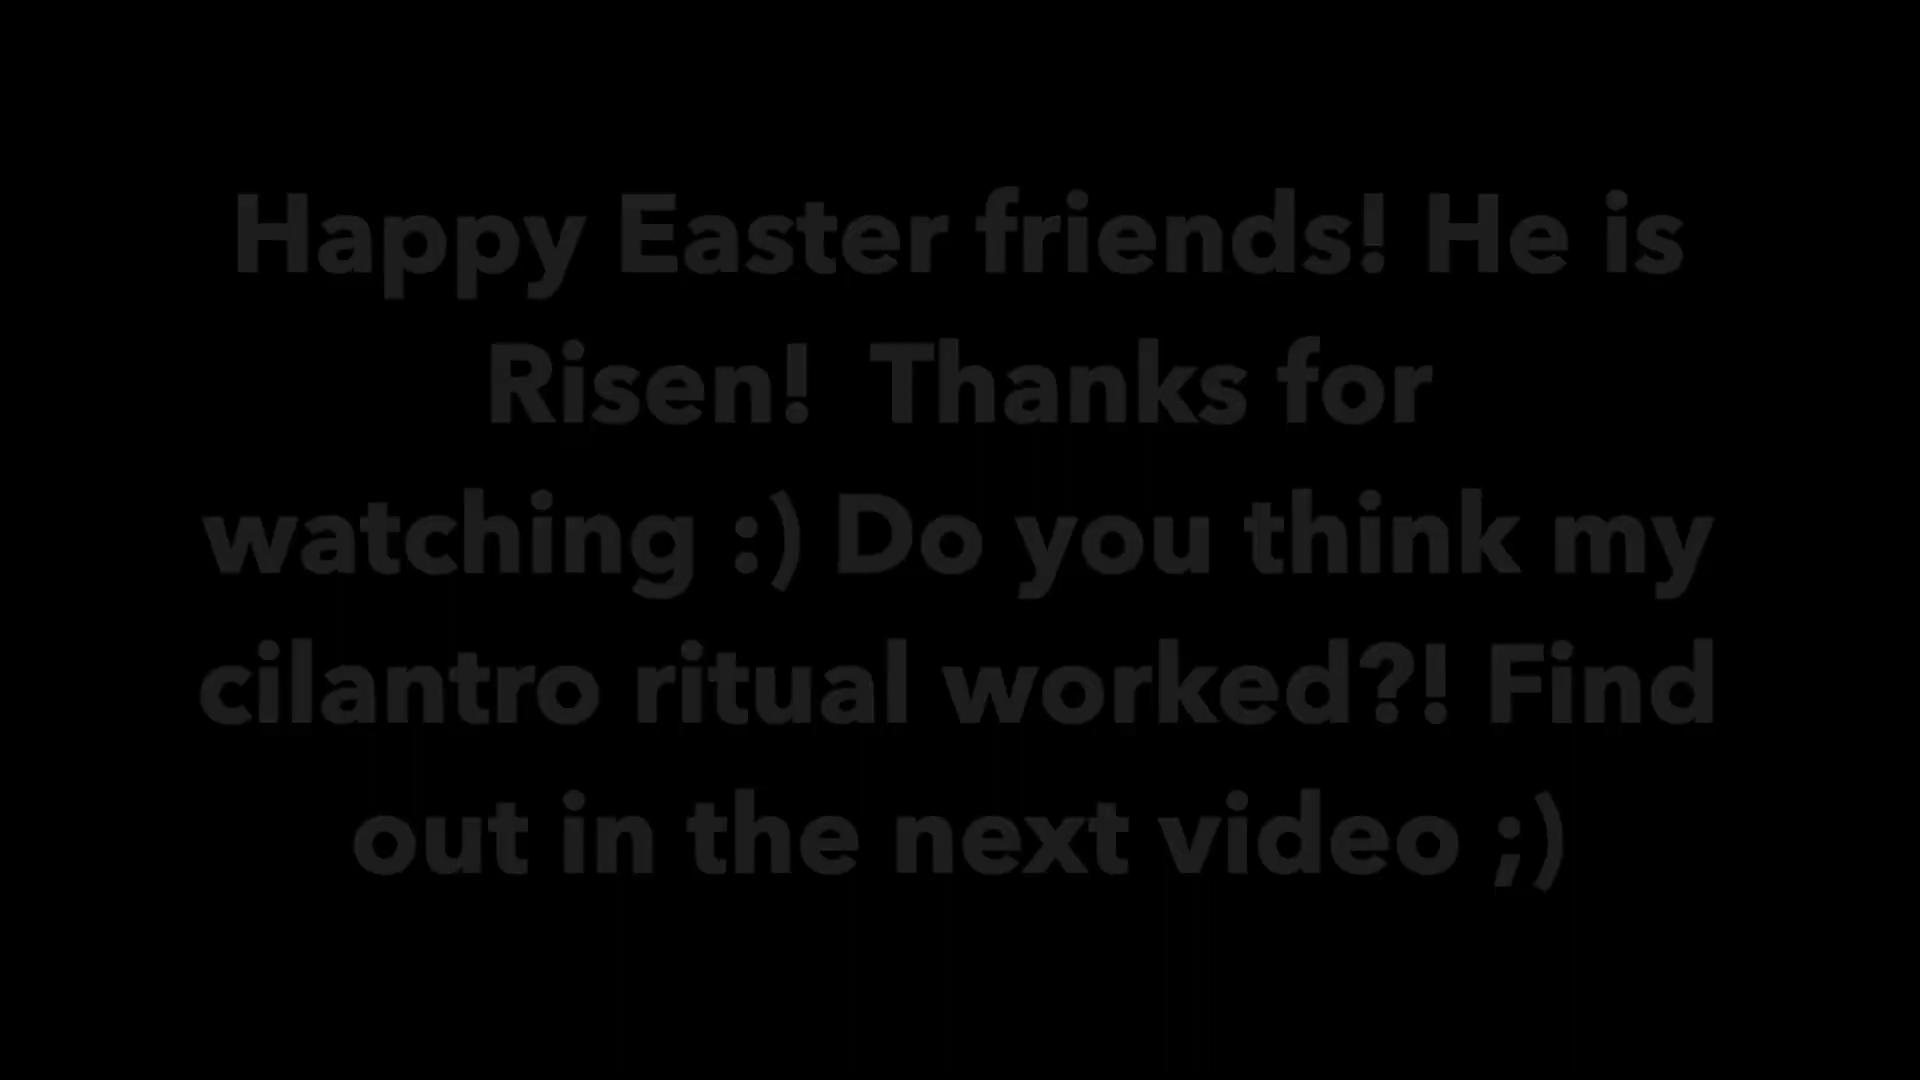 Happy Easter friends! He is
Risen!  Thanks for
watching :) Do you think my
cilantro ritual worked?! Find
out in the next video ;)